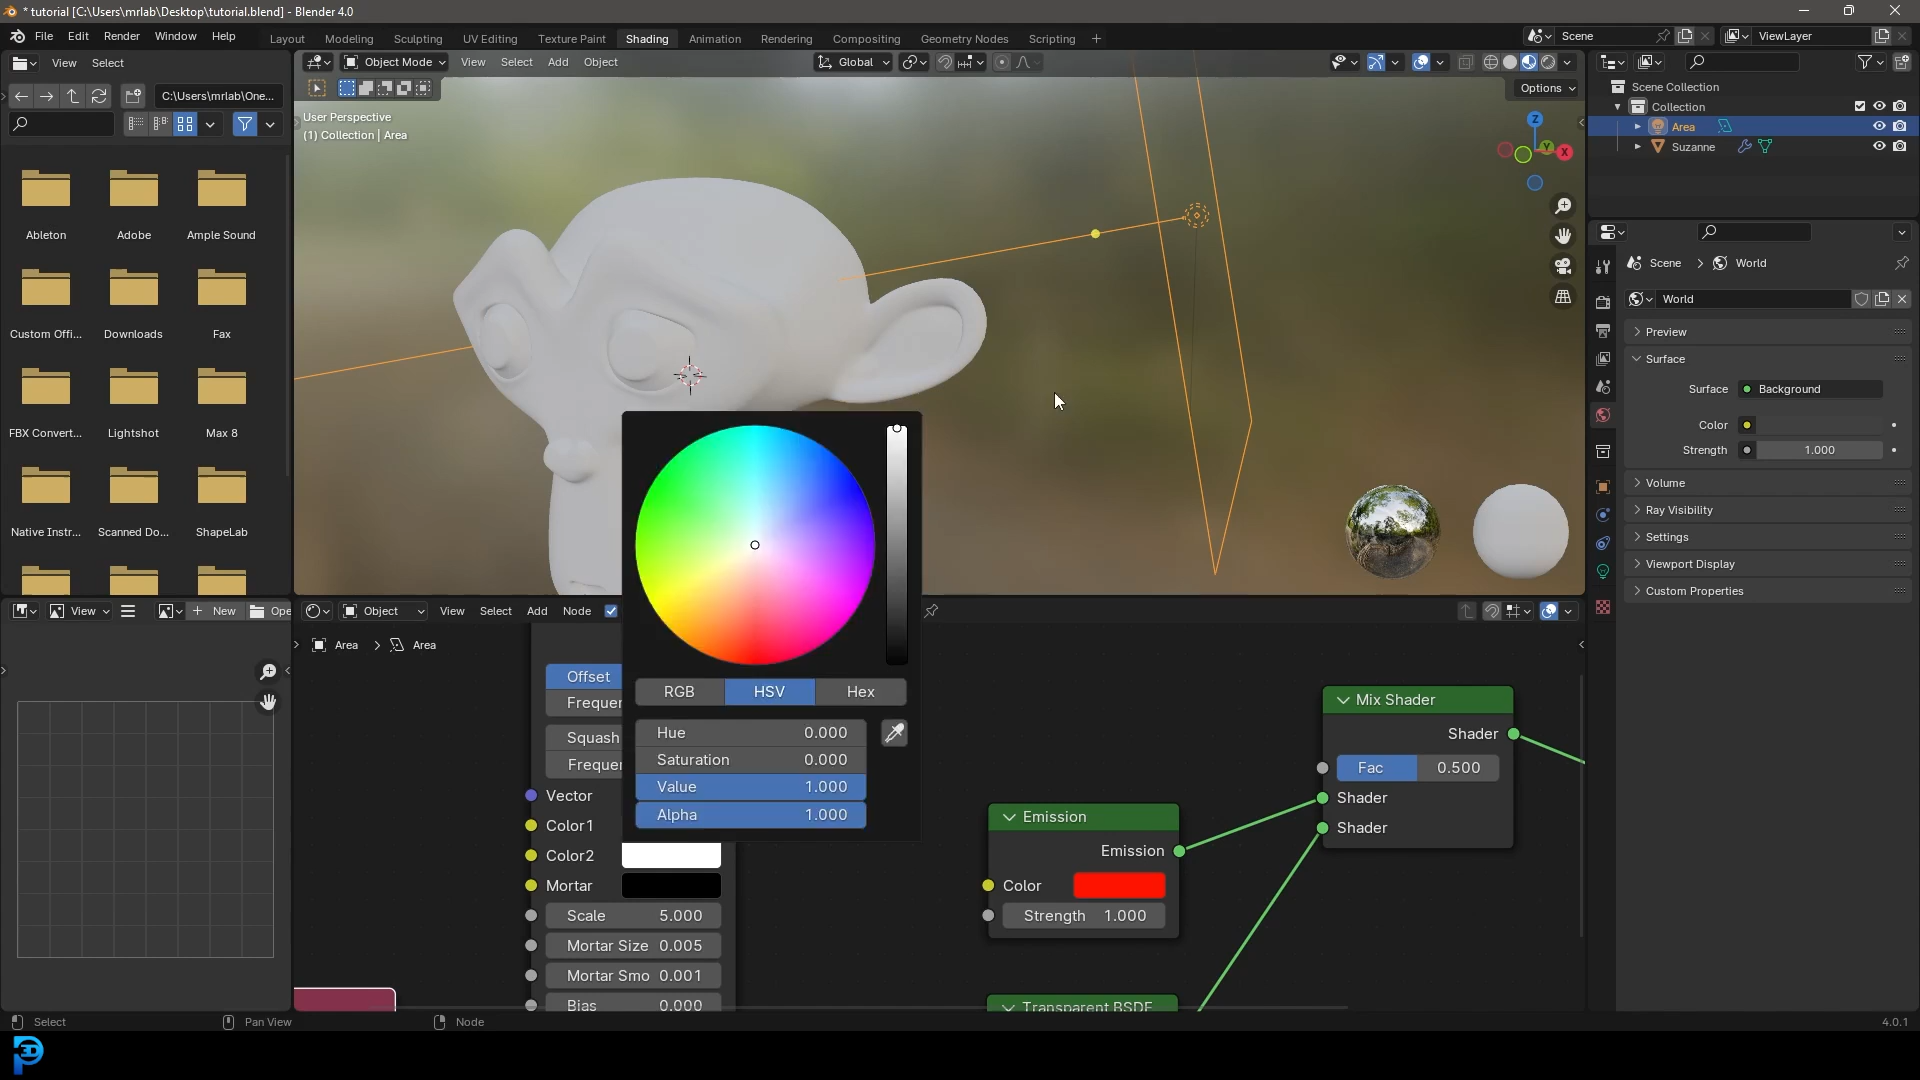 * tutorial [C:\Users\mrlab\Desktop\tutorial.blend] - Blender 4.0
File Edit Render Window Help
Layout Modeling Sculpting UV Editing Texture Paint Shading Animation Rendering Compositing Geometry Nodes Scripting +
Scene
ViewLayer
View Select
C:\Users\mrlab\One...
Ableton Adobe Ample Sound
Custom Offi... Downloads Fax
FBX Convert... Lightshot Max 8
Native Instr... Scanned Do... ShapeLab
Object Mode View Select Add Object
Global
Options
User Perspective
(1) Collection | Area
Z
Y
X
Scene Collection
Collection
Area
Suzanne
Scene > World
World
Preview
Surface
Surface Background
Color
Strength 1.000
Volume
Ray Visibility
Settings
Viewport Display
Custom Properties
View
New
Ope
Object View Select Add Node
Area > Area
RGB HSV Hex
Hue 0.000
Saturation 0.000
Value 1.000
Alpha 1.000
Offset
Frequen
Squash
Frequen
Vector
Color1
Color2
Mortar
Scale 5.000
Mortar Size 0.005
Mortar Smo 0.001
Bias 0.000
Emission
Emission
Color
Strength 1.000
Transparent BSDF
Mix Shader
Shader
Fac 0.500
Shader
Shader
Select
Pan View
Node
4.0.1